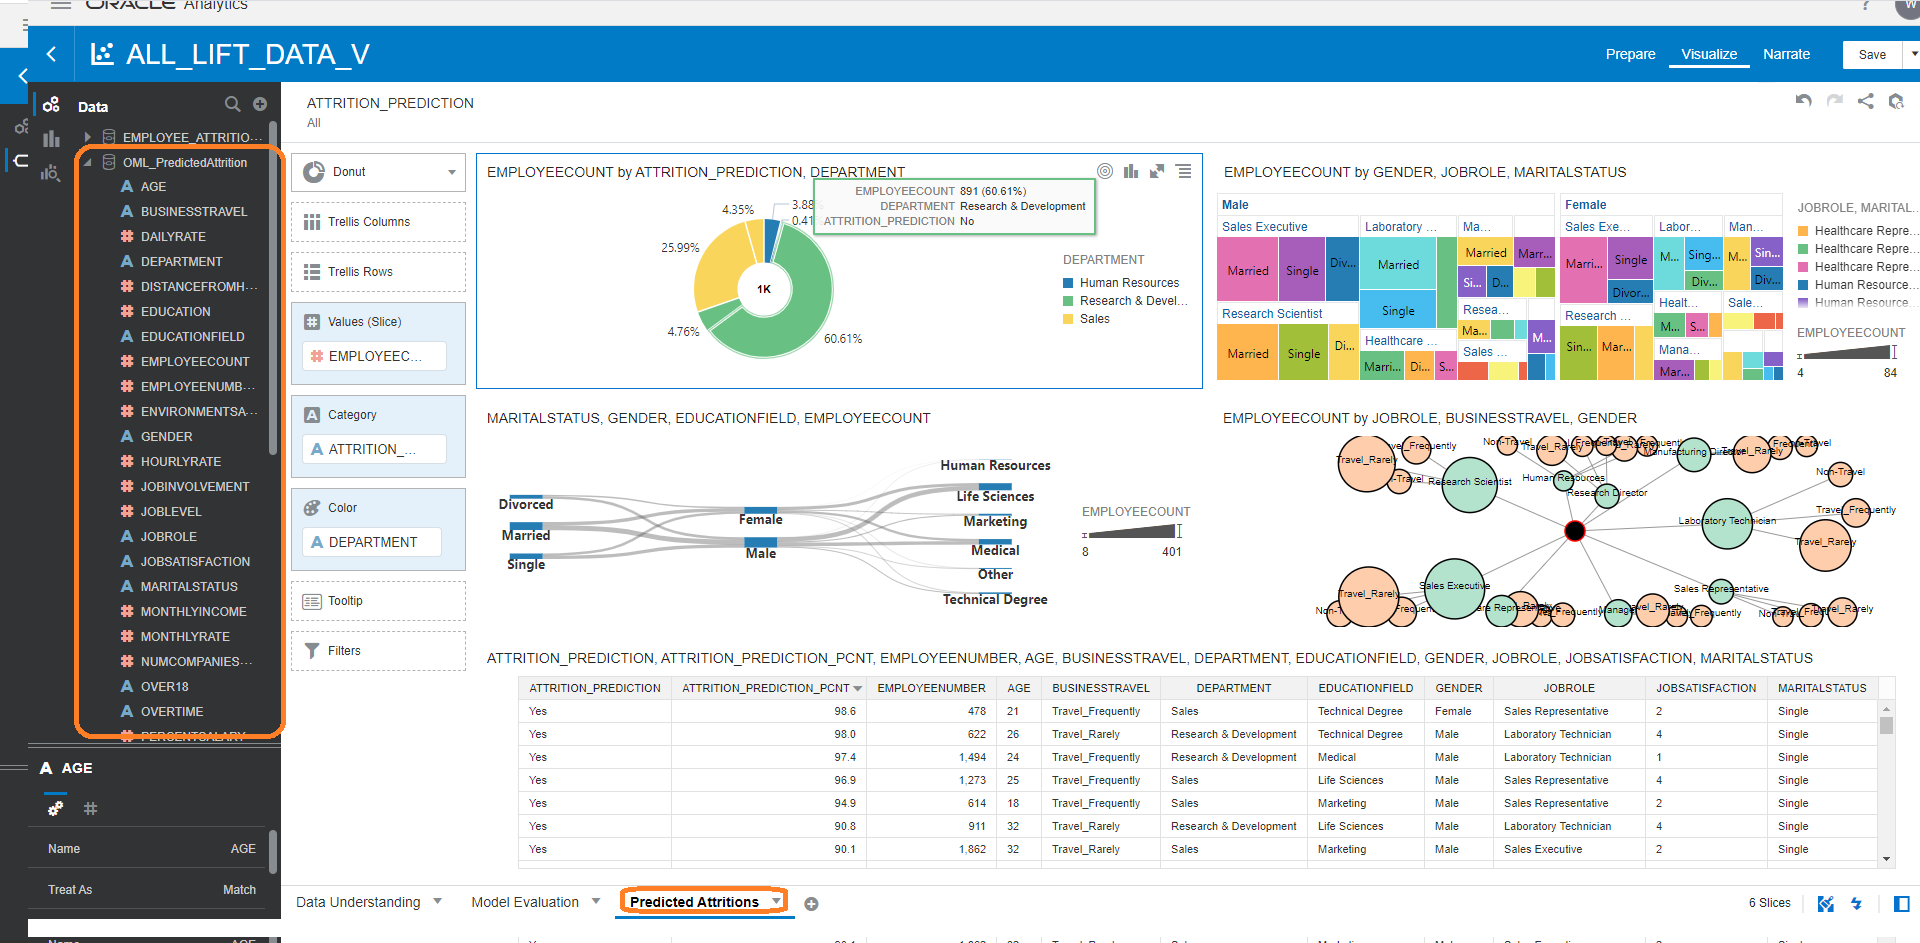 ORACLE Analytics
?
W
ALL_LIFT_DATA_V
Prepare
Visualize
Narrate
Save
Data
EMPLOYEE_ATTRITIO...
OML_PredictedAttrition
A AGE
A BUSINESSTRAVEL
# DAILYRATE
A DEPARTMENT
# DISTANCEFROMH...
# EDUCATION
A EDUCATIONFIELD
# EMPLOYEECOUNT
# EMPLOYEENUMB...
# ENVIRONMENTSA...
A GENDER
# HOURLYRATE
# JOBINVOLVEMENT
# JOBLEVEL
A JOBROLE
A JOBSATISFACTION
A MARITALSTATUS
# MONTHLYINCOME
# MONTHLYRATE
# NUMCOMPANIES...
A OVER18
A OVERTIME
# PERCENTSALARY
A AGE
#
Name AGE
Treat As Match
ATTRITION_PREDICTION
All
Donut
Trellis Columns
Trellis Rows
# Values (Slice)
# EMPLOYEEC...
A Category
A ATTRITION_...
Color
A DEPARTMENT
Tooltip
Filters
EMPLOYEECOUNT by ATTRITION_PREDICTION, DEPARTMENT
EMPLOYEECOUNT 891 (60.61%)
DEPARTMENT Research & Development
ATTRITION_PREDICTION No
4.35%
3.88
0.41
25.99%
1K
4.76%
60.61%
DEPARTMENT
Human Resources
Research & Devel...
Sales
EMPLOYEECOUNT by GENDER, JOBROLE, MARITALSTATUS
Male
Sales Executive
Married
Single
Div...
Research Scientist
Married
Single
Di...
Laboratory ...
Married
Single
Healthcare ...
Marri...
Di...
S...
Ma...
Married
Marr...
Si...
D...
Resea...
Ma...
M...
Sales ...
Female
Sales Exe...
Marri...
Single
Divor...
Research ...
Sin...
Mar...
Labor...
M...
Sing...
Div...
Man...
M...
Sin...
Div...
Healt...
M...
S...
Sale...
Mana...
Mar...
JOBROLE, MARITAL...
Healthcare Repre...
Healthcare Repre...
Healthcare Repre...
Human Resource...
Human Resource...
EMPLOYEECOUNT
4 84
MARITALSTATUS, GENDER, EDUCATIONFIELD, EMPLOYEECOUNT
Divorced
Married
Single
Female
Male
Human Resources
Life Sciences
Marketing
Medical
Other
Technical Degree
EMPLOYEECOUNT
8 401
EMPLOYEECOUNT by JOBROLE, BUSINESSTRAVEL, GENDER
Travel_Rarely
Research Scientist
Non-Travel
Travel_Rarely
Human Resources
Research Director
Manufacturing Director
Travel_Rarely
Non-Travel
Laboratory Technician
Travel_Frequently
Travel_Rarely
Sales Executive
Travel_Rarely
Sales Representative
Travel_Rarely
ATTRITION_PREDICTION, ATTRITION_PREDICTION_PCNT, EMPLOYEENUMBER, AGE, BUSINESSTRAVEL, DEPARTMENT, EDUCATIONFIELD, GENDER, JOBROLE, JOBSATISFACTION, MARITALSTATUS
ATTRITION_PREDICTION ATTRITION_PREDICTION_PCNT EMPLOYEENUMBER AGE BUSINESSTRAVEL DEPARTMENT EDUCATIONFIELD GENDER JOBROLE JOBSATISFACTION MARITALSTATUS
Yes 98.6 478 21 Travel_Frequently Sales Technical Degree Female Sales Representative 2 Single
Yes 98.0 622 26 Travel_Rarely Research & Development Technical Degree Male Laboratory Technician 4 Single
Yes 97.4 1,494 24 Travel_Frequently Research & Development Medical Male Laboratory Technician 1 Single
Yes 96.9 1,273 25 Travel_Frequently Sales Life Sciences Male Sales Representative 4 Single
Yes 94.9 614 18 Travel_Frequently Sales Marketing Male Sales Representative 2 Single
Yes 90.8 911 32 Travel_Rarely Research & Development Life Sciences Male Laboratory Technician 4 Single
Yes 90.1 1,862 32 Travel_Rarely Sales Marketing Male Sales Executive 2 Single
Data Understanding
Model Evaluation
Predicted Attritions
6 Slices